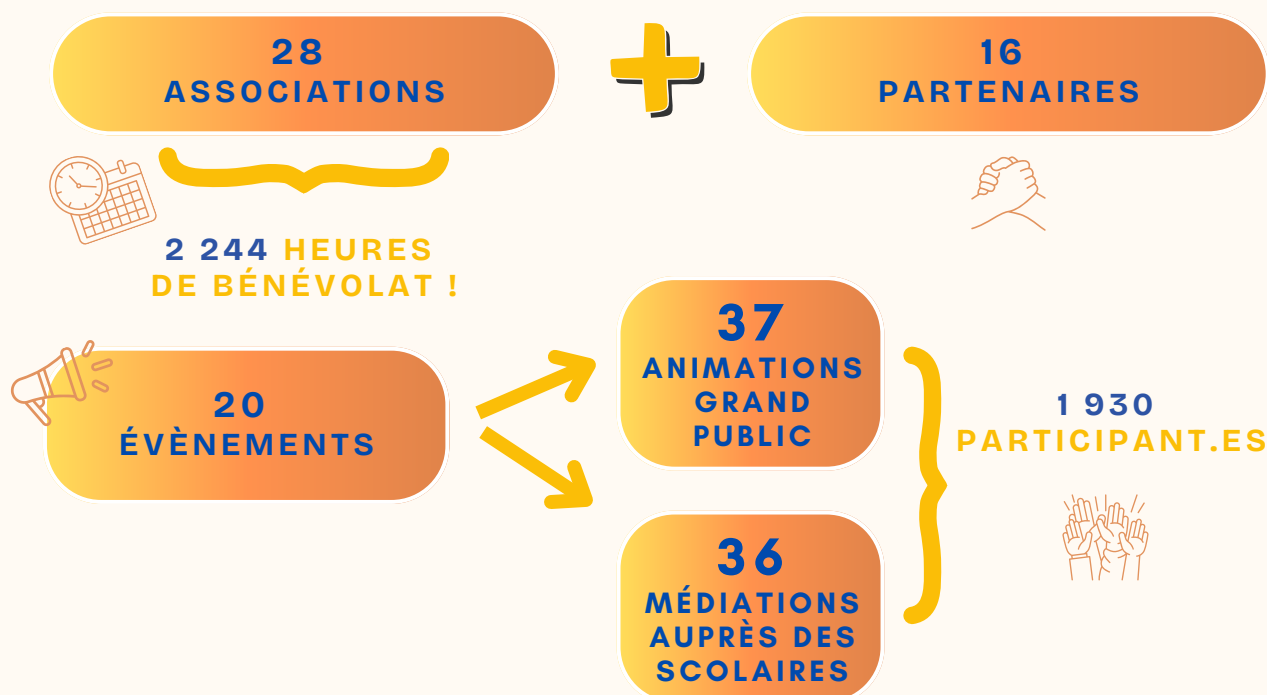 28
ASSOCIATIONS
16
PARTENAIRES
2 244 HEURES
DE BÉNÉVOLAT !
20
ÉVÈNEMENTS
37
ANIMATIONS
GRAND
PUBLIC
36
MÉDIATIONS
AUPRÈS DES
SCOLAIRES
1 930
PARTICIPANT.ES